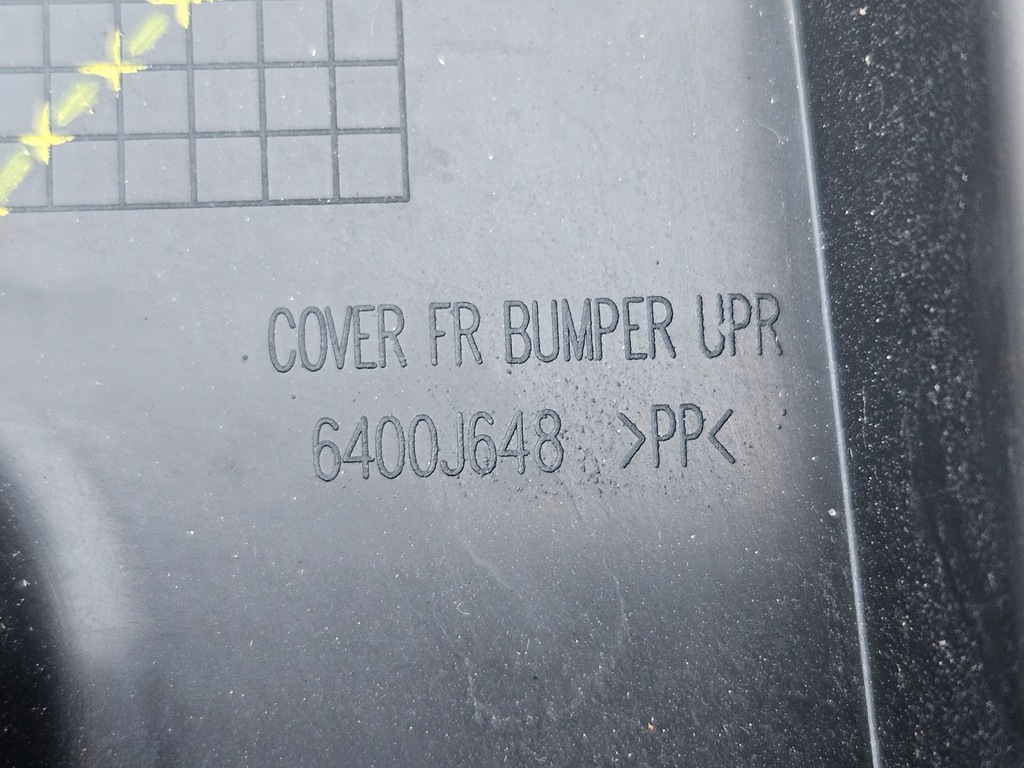 COVER FR BUMPER UPR
6400J648 >PP<